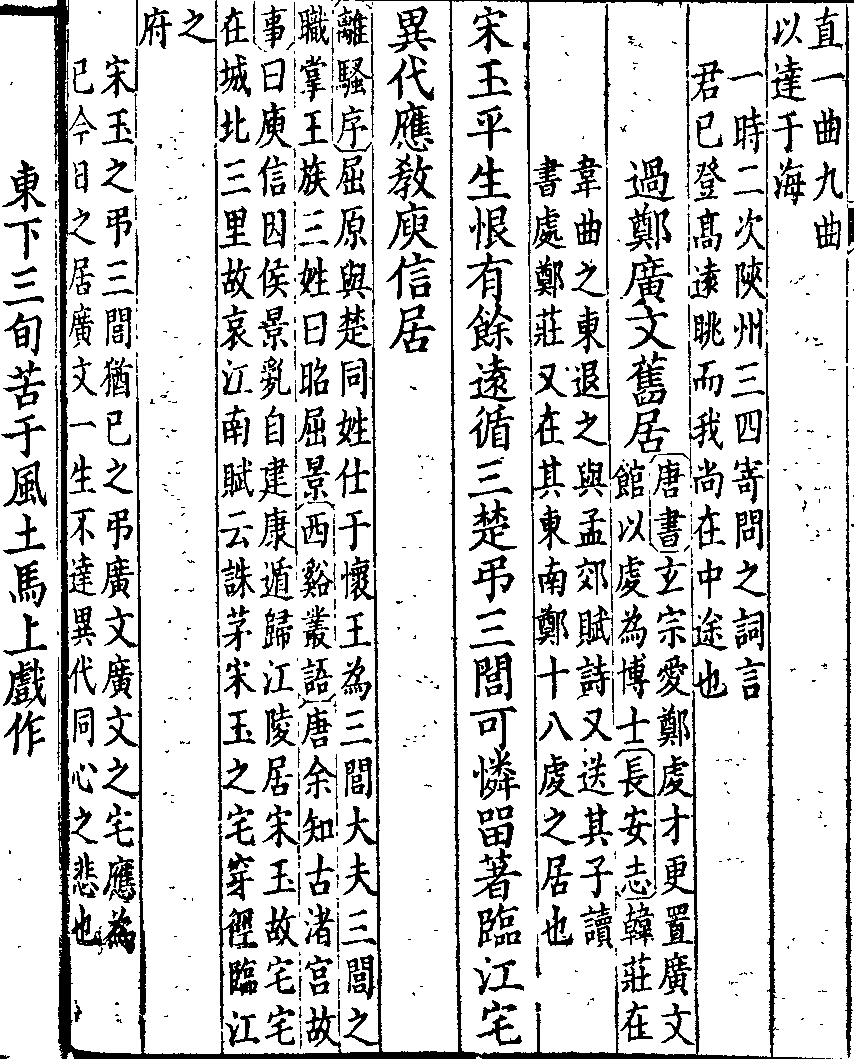 直一曲九曲
以達于海
一時二次陝州三四寄問之詞言
君已登髙遠眺而我尚在中途也
過鄭廣文舊居
唐書玄宗愛鄭虔才更置廣文
館以虔為博士長安志韓莊在
韋曲之東退之與孟郊賦詩又送其子讀
書處鄭莊又在其東南鄭十八虔之居也
宋玉平生恨有餘遠循三楚弔三閭可憐留著臨江宅
異代應敎庾信居
離騷序屈原與楚同姓仕于懷王為三閭大夫三閭之
職掌王族三姓曰昭屈景西谿叢語唐余知古渚宫故
事曰庾信因侯景亂自建康遁歸江陵居宋玉故宅宅
在城北三里故哀江南賦云誅茅宋玉之宅穿徑臨江
之
府
宋玉之弔三閭猶已之弔廣文廣文之宅應為
已今日之居廣文一生不達異代同心之悲也
東下三旬苦于風土馬上戲作